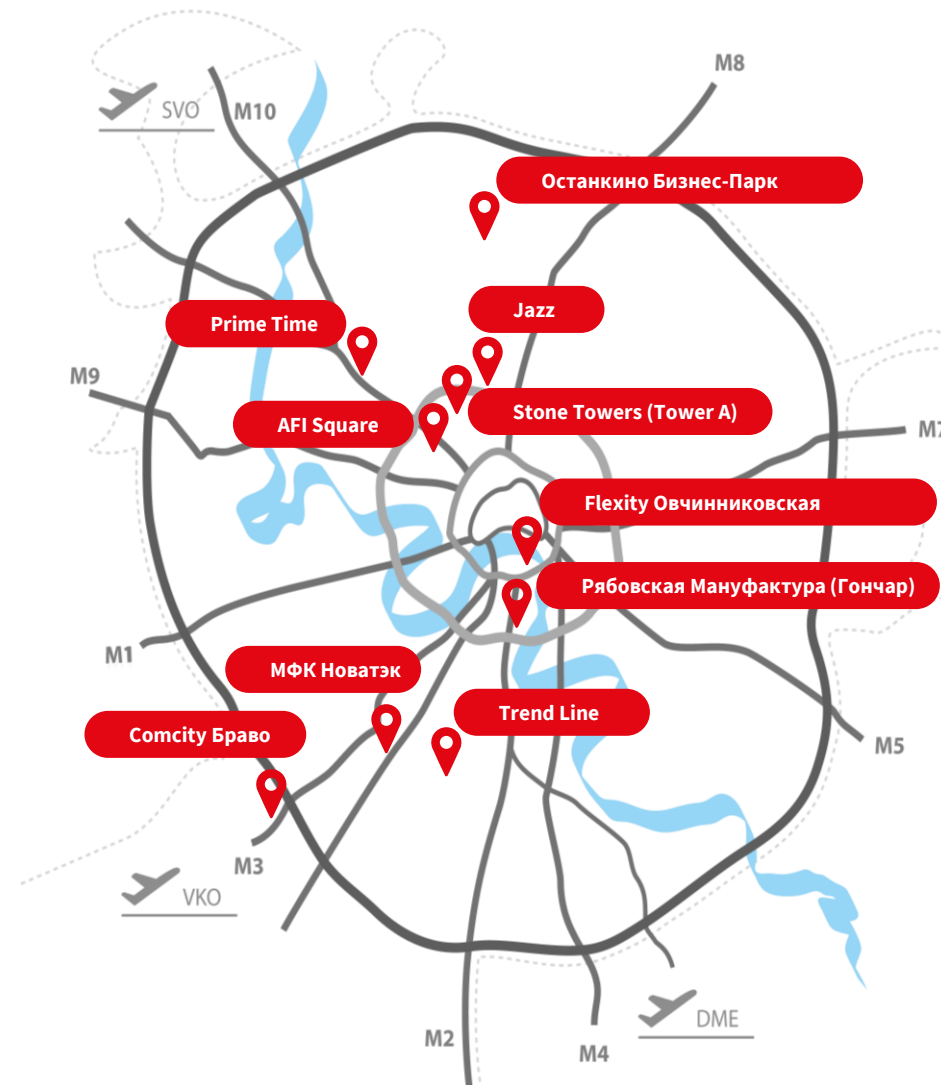 M8
SVO
M10
Останкино Бизнес-Парк
Jazz
Prime Time
M9
Stone Towers (Tower A)
AFI Square
M7
Flexity Овчинниковская
Рябовская Мануфактура (Гончар)
M1
МФК Новатэк
Trend Line
Comcity Браво
M5
M3
VKO
DME
M2
M4